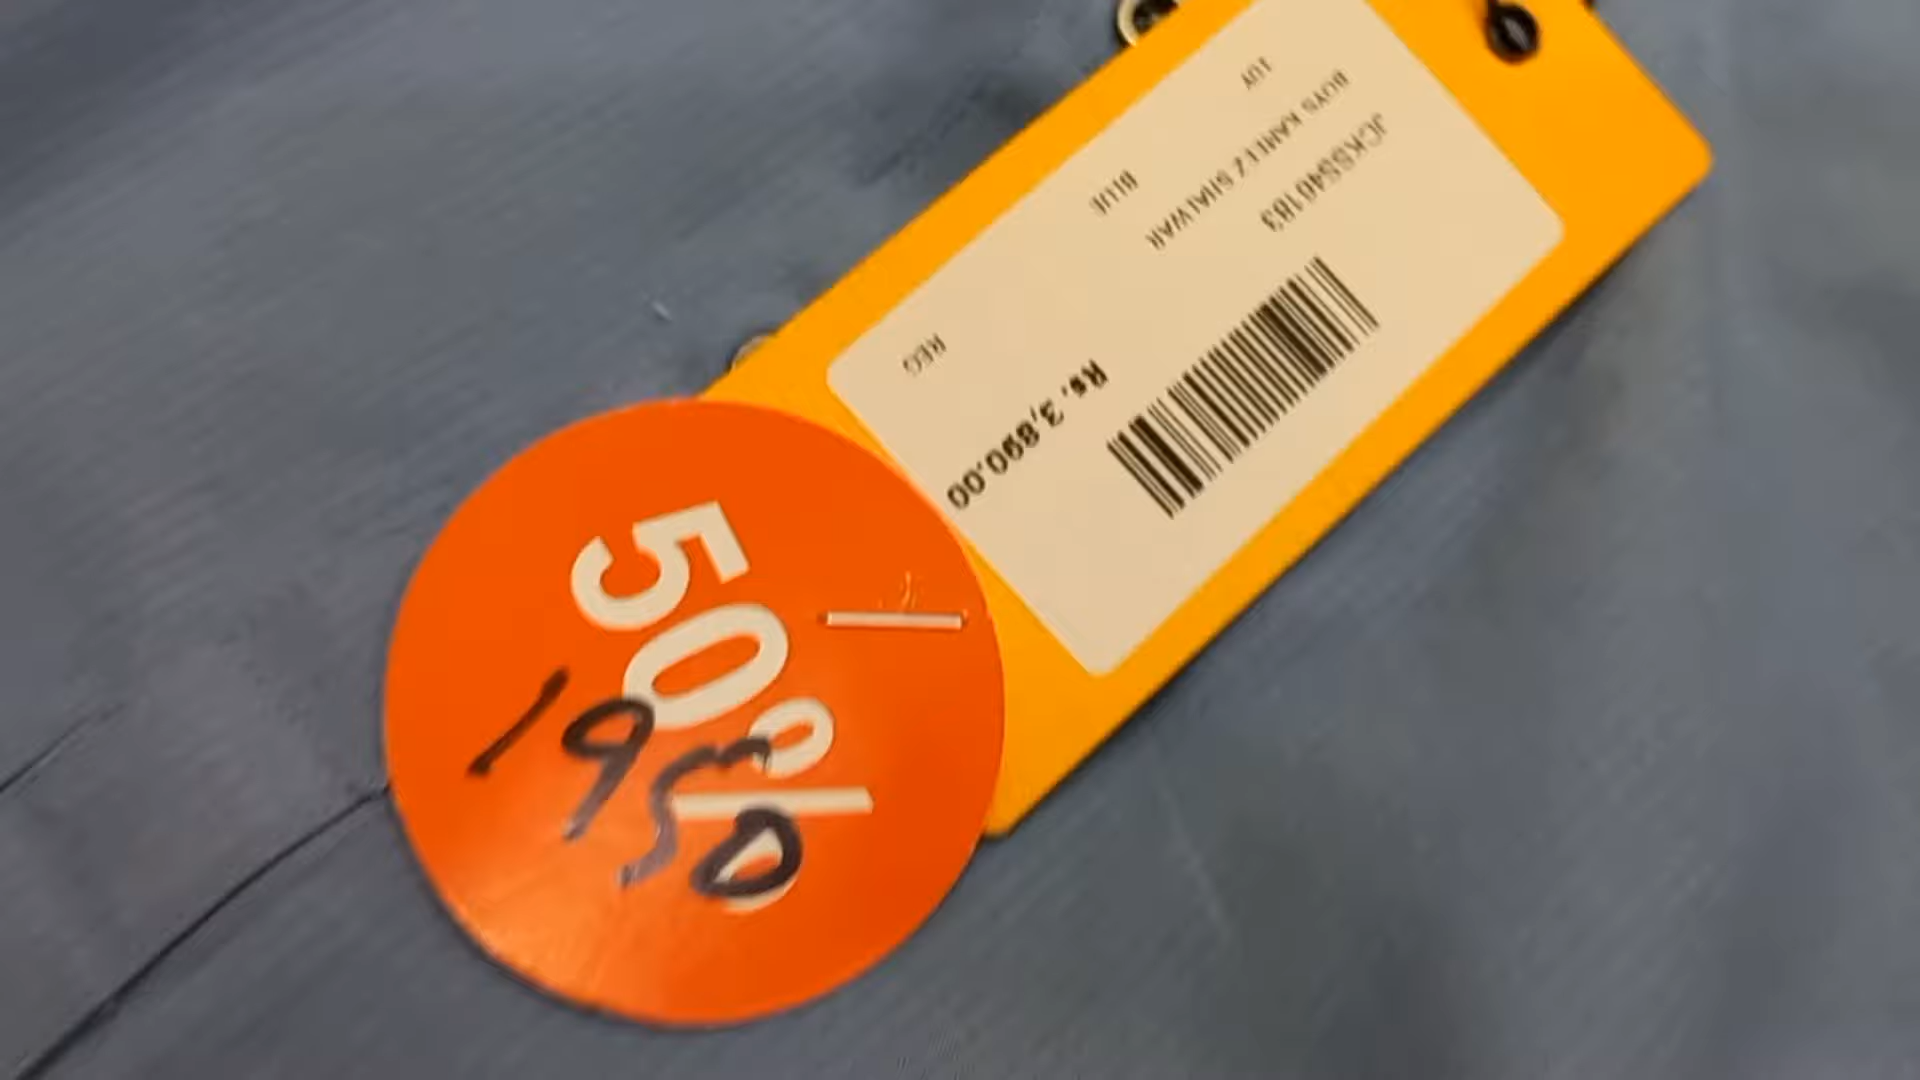 JCKSS40183
BOYS KAMEEZ SHALWAR
10Y
BLUE
REG
Rs. 3,890.00
50%
1950